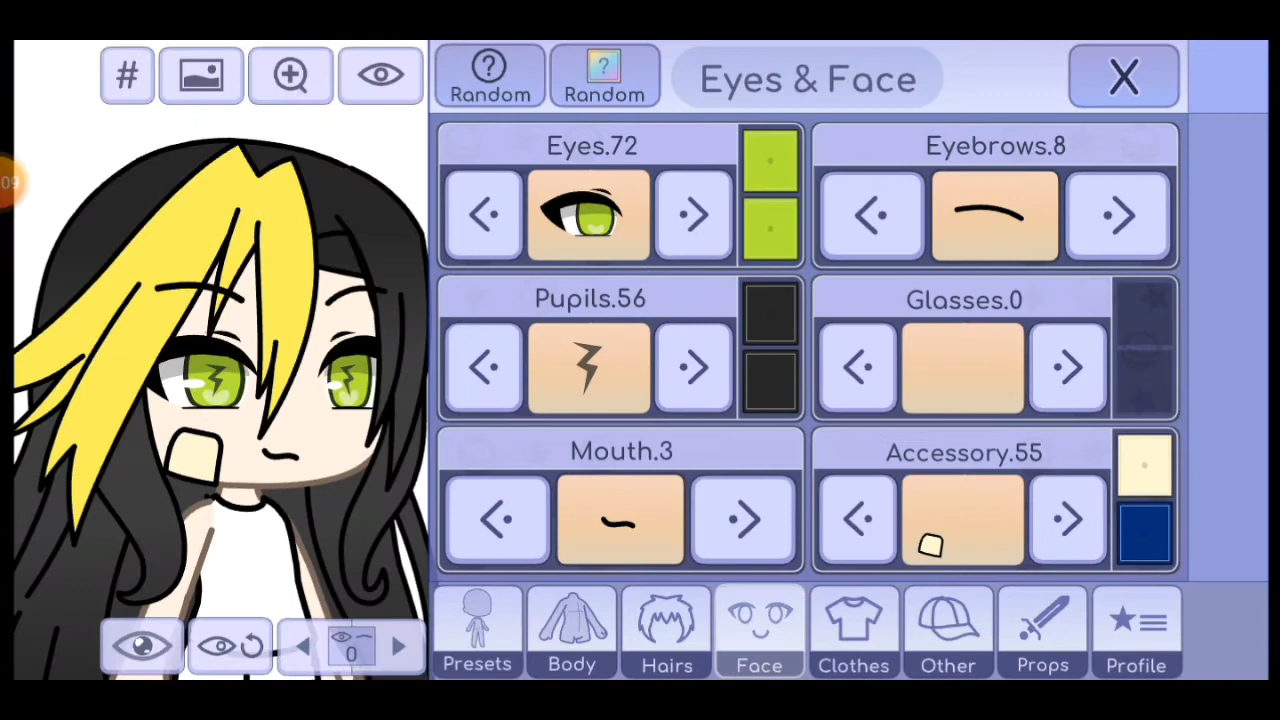 #
? Random
? Random
Eyes & Face
X
09
Eyes.72
Eyebrows.8
Pupils.56
Glasses.0
Mouth.3
Accessory.55
0
Presets
Body
Hairs
Face
Clothes
Other
Props
Profile